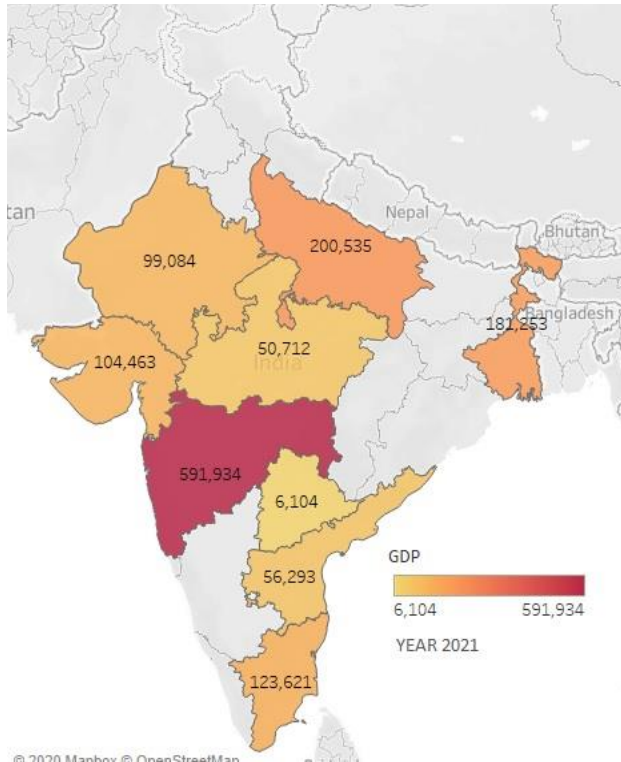 tan
Nepal
Bhutan
200,535
99,084
Bangladesh
181,253
50,712
India
104,463
591,934
6,104
GDP
56,293
6,104 591,934
YEAR 2021
123,621
© 2020 Mapbox © OpenStreetMap